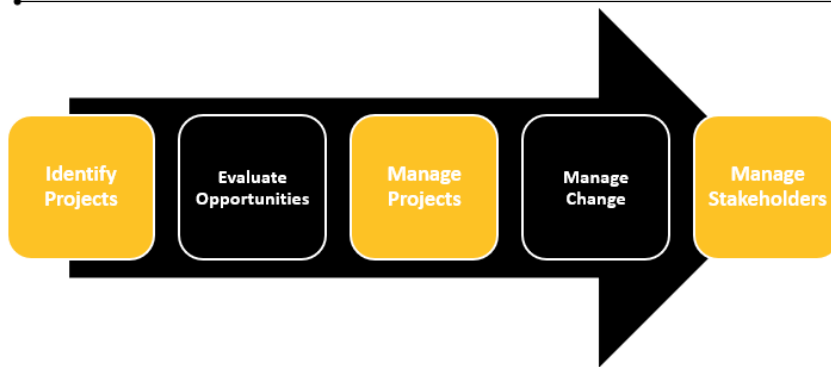 Identify
Projects
Evaluate
Opportunities
Manage
Projects
Manage
Change
Manage
Stakeholders